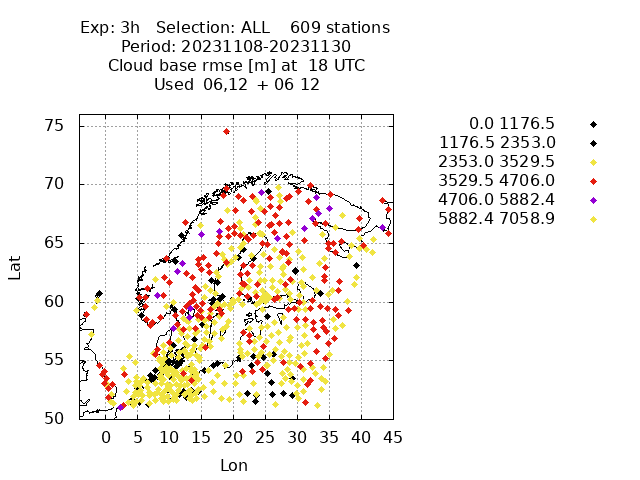 Exp: 3h   Selection: ALL    609 stations
Period: 20231108-20231130
Cloud base rmse [m] at  18 UTC
Used  06,12  + 06 12
0.0 1176.5
1176.5 2353.0
2353.0 3529.5
3529.5 4706.0
4706.0 5882.4
5882.4 7058.9
75
70
65
60
55
50
Lat
0 5 10 15 20 25 30 35 40 45
Lon